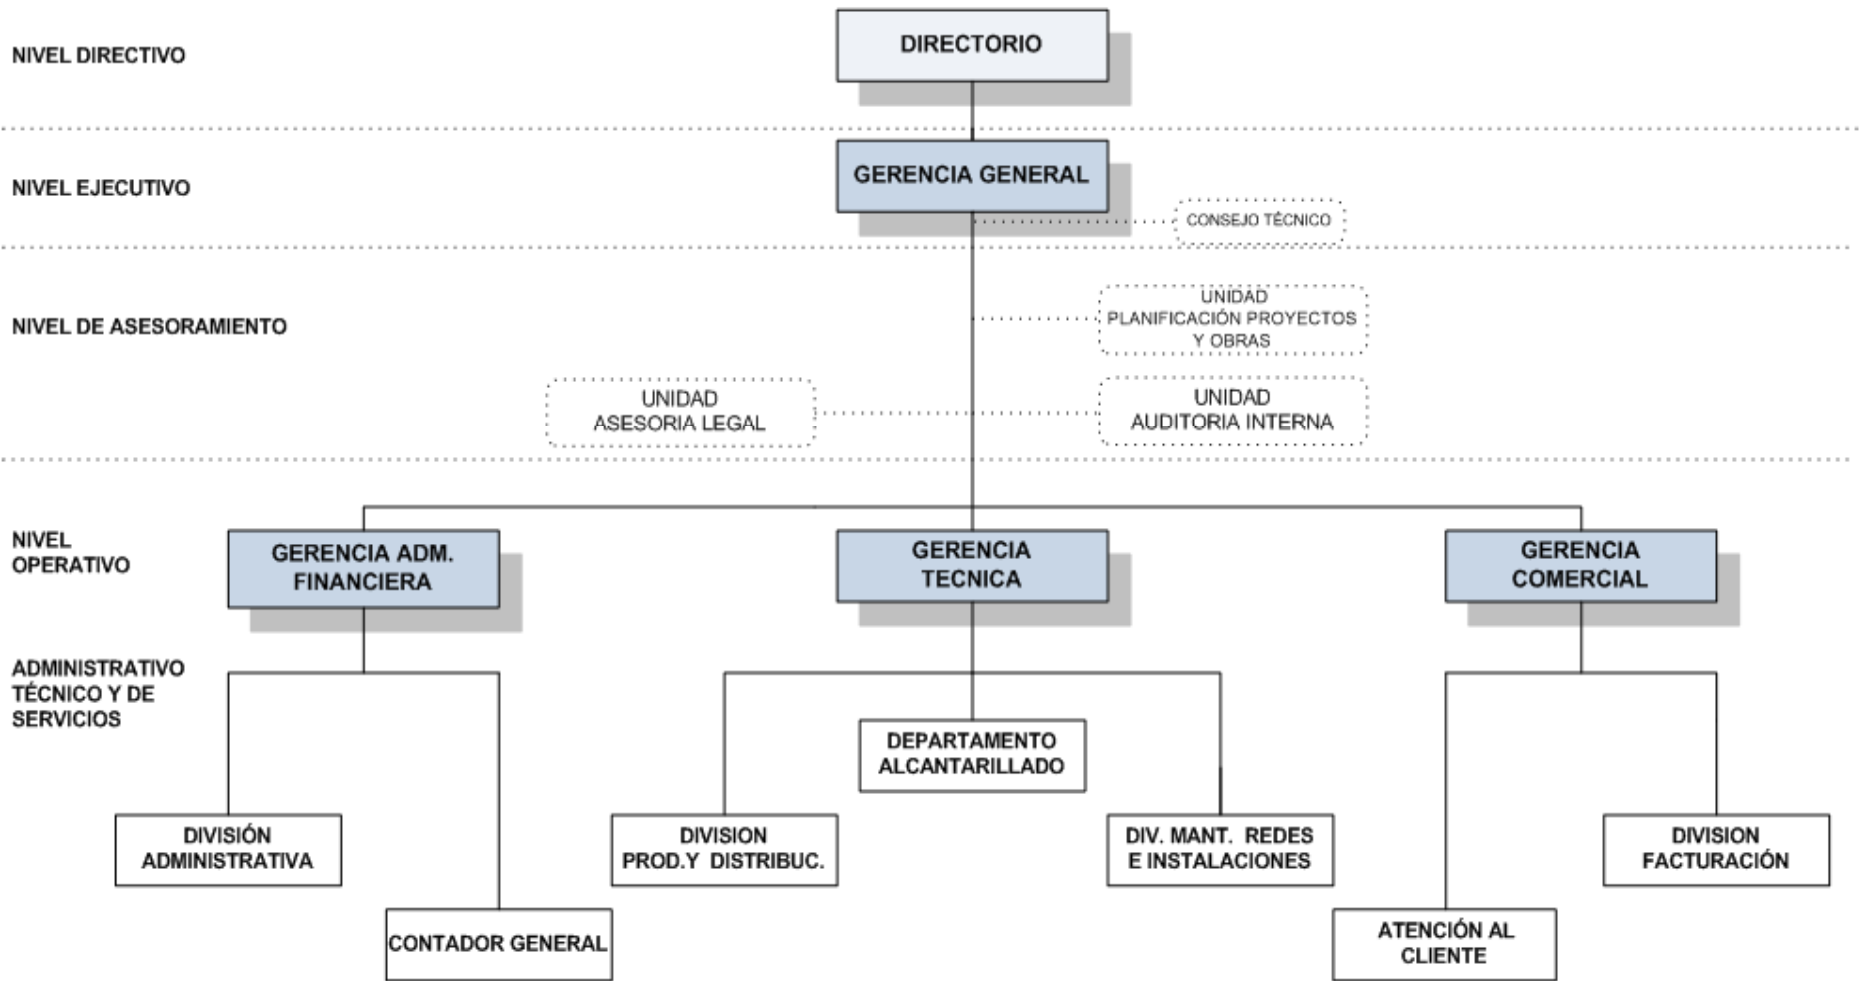 NIVEL DIRECTIVO
DIRECTORIO
NIVEL EJECUTIVO
GERENCIA GENERAL
CONSEJO TÉCNICO
NIVEL DE ASESORAMIENTO
UNIDAD
PLANIFICACIÓN PROYECTOS
Y OBRAS
UNIDAD
ASESORIA LEGAL
UNIDAD
AUDITORIA INTERNA
NIVEL
OPERATIVO
GERENCIA ADM.
FINANCIERA
GERENCIA
TECNICA
GERENCIA
COMERCIAL
ADMINISTRATIVO
TÉCNICO Y DE
SERVICIOS
DEPARTAMENTO
ALCANTARILLADO
DIVISIÓN
ADMINISTRATIVA
DIVISION
PROD.Y DISTRIBUC.
DIV. MANT. REDES
E INSTALACIONES
DIVISION
FACTURACIÓN
CONTADOR GENERAL
ATENCIÓN AL
CLIENTE